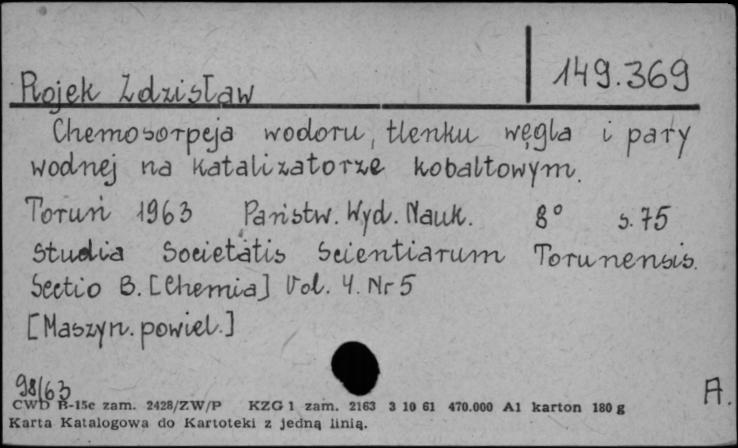 149.369
Rojek Zdzisław
Chemosorpcja wodoru, tlenku węgla i pary
wodnej na katalizatorze kobaltowym.
Toruń 1963 Państw. Wyd. Nauk. 8° s. 75
Studia Societatis Scientiarum Torunensis.
Sectio B. [Chemia] Vol. 4. Nr 5
[Maszyn. powiel.]
98/63
A.
CWD B-15c zam. 2428/ZW/P KZG 1 zam. 2163 3 10 61 470.000 A1 karton 180 g
Karta Katalogowa do Kartoteki z jedną linią.